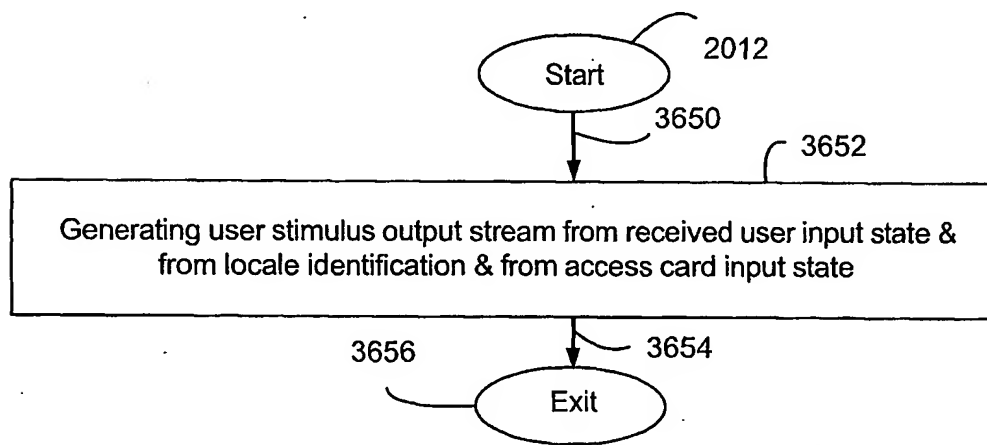 2012
Start
3650
3652
Generating user stimulus output stream from received user input state &
from locale identification & from access card input state
3656
3654
Exit